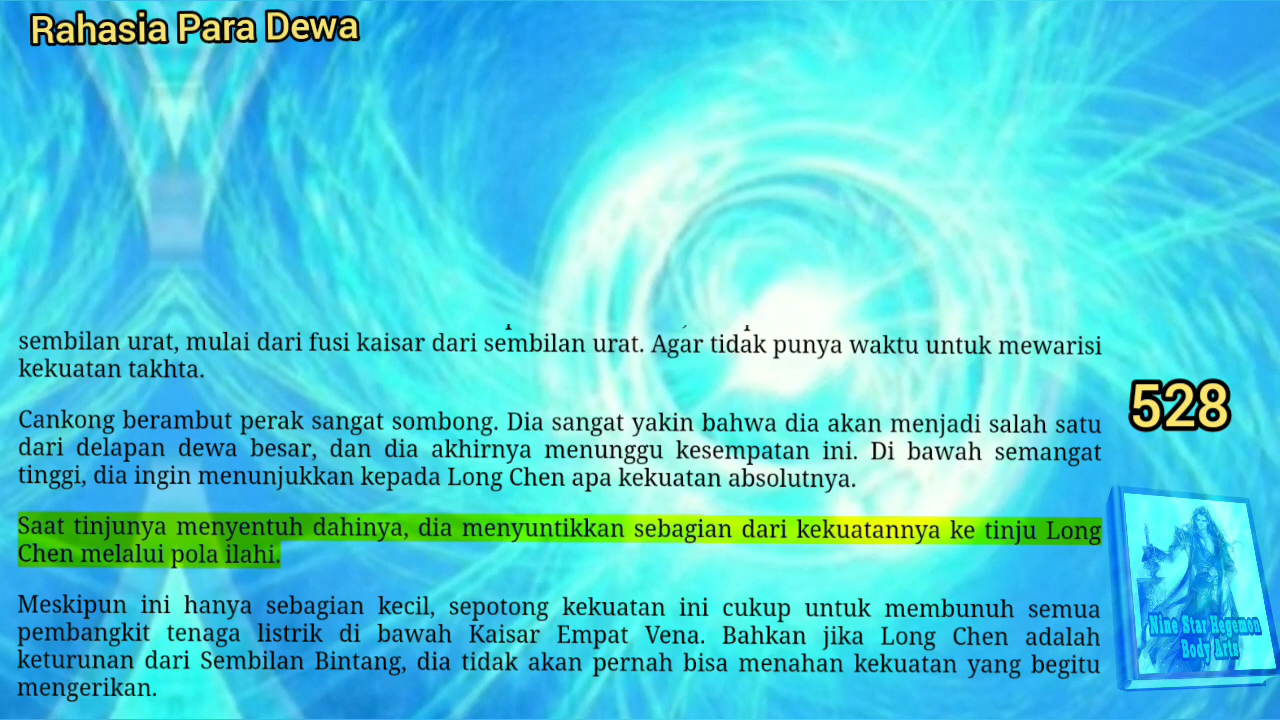 Rahasia Para Dewa
sembilan urat, mulai dari fusi kaisar dari sembilan urat. Agar tidak punya waktu untuk mewarisi
kekuatan takhta.
Cankong berambut perak sangat sombong. Dia sangat yakin bahwa dia akan menjadi salah satu
dari delapan dewa besar, dan dia akhirnya menunggu kesempatan ini. Di bawah semangat
tinggi, dia ingin menunjukkan kepada Long Chen apa kekuatan absolutnya.
Saat tinjunya menyentuh dahinya, dia menyuntikkan sebagian dari kekuatannya ke tinju Long
Chen melalui pola ilahi.
Meskipun ini hanya sebagian kecil, sepotong kekuatan ini cukup untuk membunuh semua
pembangkit tenaga listrik di bawah Kaisar Empat Vena. Bahkan jika Long Chen adalah
keturunan dari Sembilan Bintang, dia tidak akan pernah bisa menahan kekuatan yang begitu
mengerikan.
528
Nine Star Hegemon
Body Arts